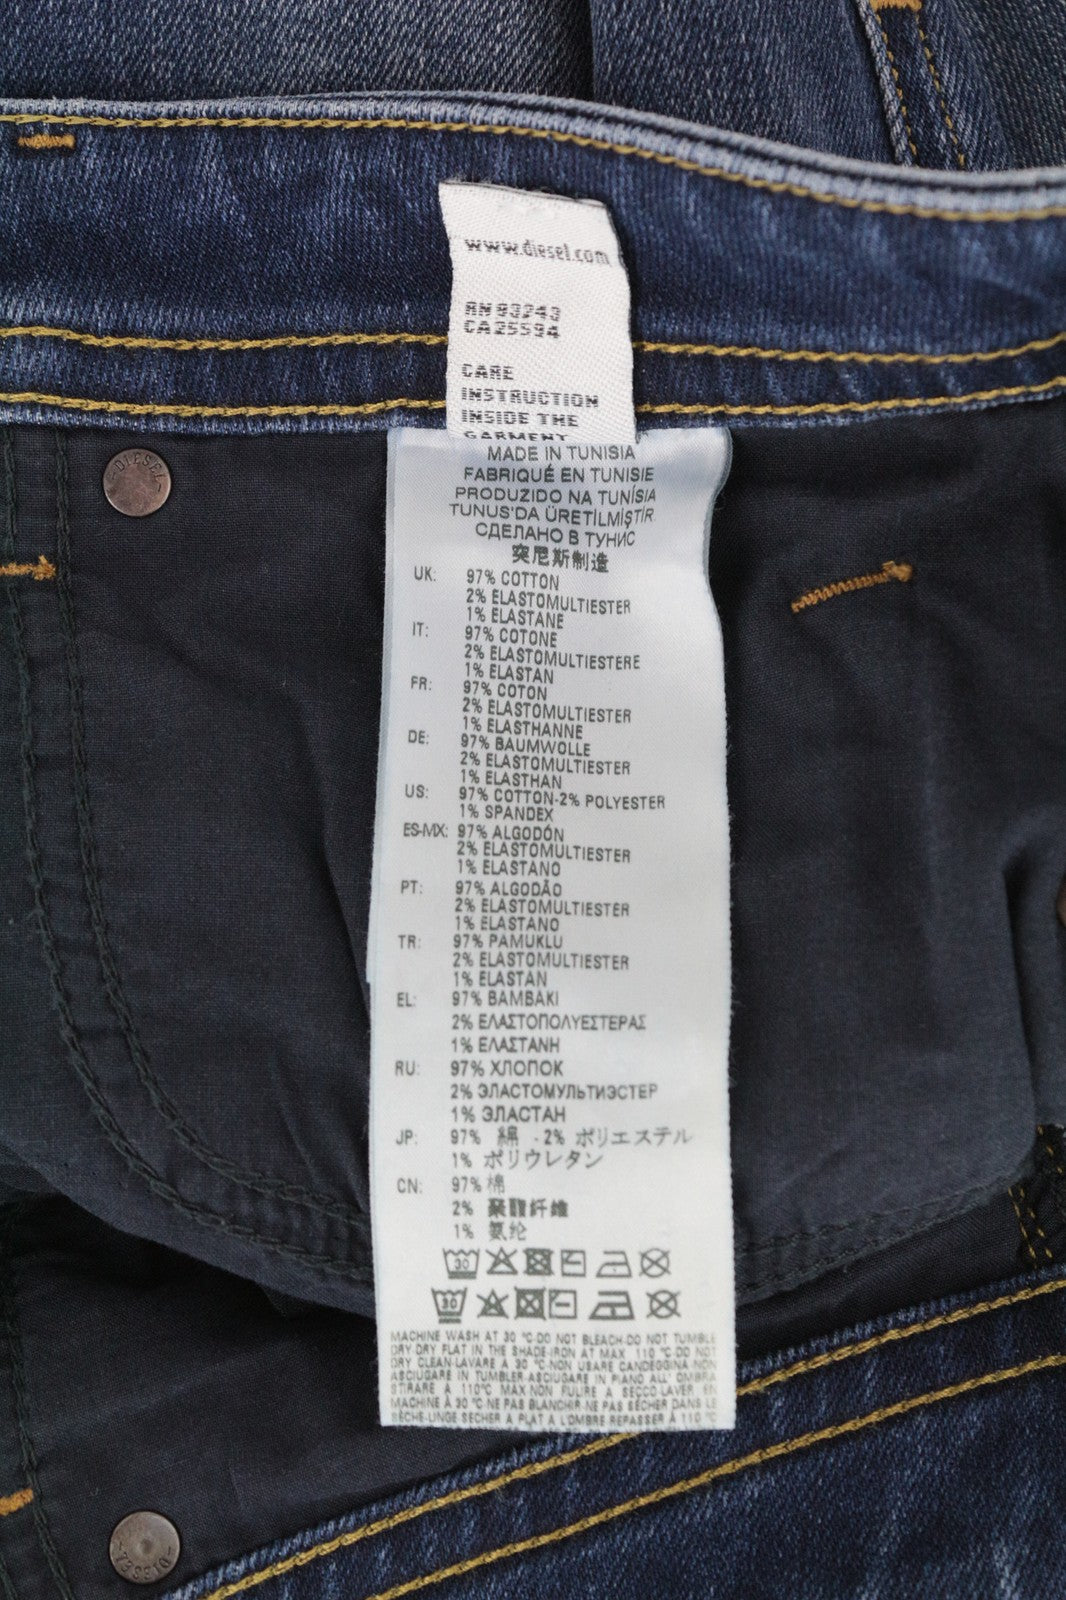 www.diesel.com
RN 93243
CA25594
CARE
INSTRUCTION
INSIDE THE
GARMENT
DIESEL
MADE IN TUNISIA
FABRIQUÉ EN TUNISIE
PRODUZIDO NA TUNÍSIA
TUNUS'DA ÜRETİLMİŞTİR
СДЕЛАНО В ТУНИС
突尼斯制造
UK: 97% COTTON
2% ELASTOMULTIESTER
1% ELASTANE
IT: 97% COTONE
2% ELASTOMULTIESTERE
1% ELASTAN
FR: 97% COTON
2% ELASTOMULTIESTER
1% ELASTHANNE
DE: 97% BAUMWOLLE
2% ELASTOMULTIESTER
1% ELASTHAN
US: 97% COTTON-2% POLYESTER
1% SPANDEX
ES-MX: 97% ALGODÓN
2% ELASTOMULTIESTER
1% ELASTANO
PT: 97% ALGODÃO
2% ELASTOMULTIESTER
1% ELASTANO
TR: 97% PAMUKLU
2% ELASTOMULTIESTER
1% ELASTAN
EL: 97% ΒΑΜΒΑΚΙ
2% ΕΛΑΣΤΟΠΟΛΥΕΣΤΕΡΑΣ
1% ΕΛΑΣΤΑΝΗ
RU: 97% ХЛОПОК
2% ЭЛАСТОМУЛЬТИЭСТЕР
1% ЭЛАСТАН
JP: 97% 綿 -2% ポリエステル
1% ポリウレタン
CN: 97% 棉
2% 聚酯纤维
1% 氨纶
30
30
MACHINE WASH AT 30 °C-DO NOT BLEACH-DO NOT TUMBLE
DRY-DRY FLAT IN THE SHADE-IRON AT MAX 110 °C-DO NOT
DRY CLEAN-LAVARE A 30 °C-NON USARE CANDEGGINA-NON
ASCIUGARE IN TUMBLER-ASCIUGARE IN PIANO ALL' OMBRA
STIRARE A 110°C MAX-NON PULIRE A SECCO-LAVER EN
MACHINE À 30 °C-NE PAS BLANCHIR-NE PAS SÉCHER DANS LE
SÈCHE-LINGE SÉCHER À PLAT À L'OMBRE REPASSER À 110 °C
DIESEL